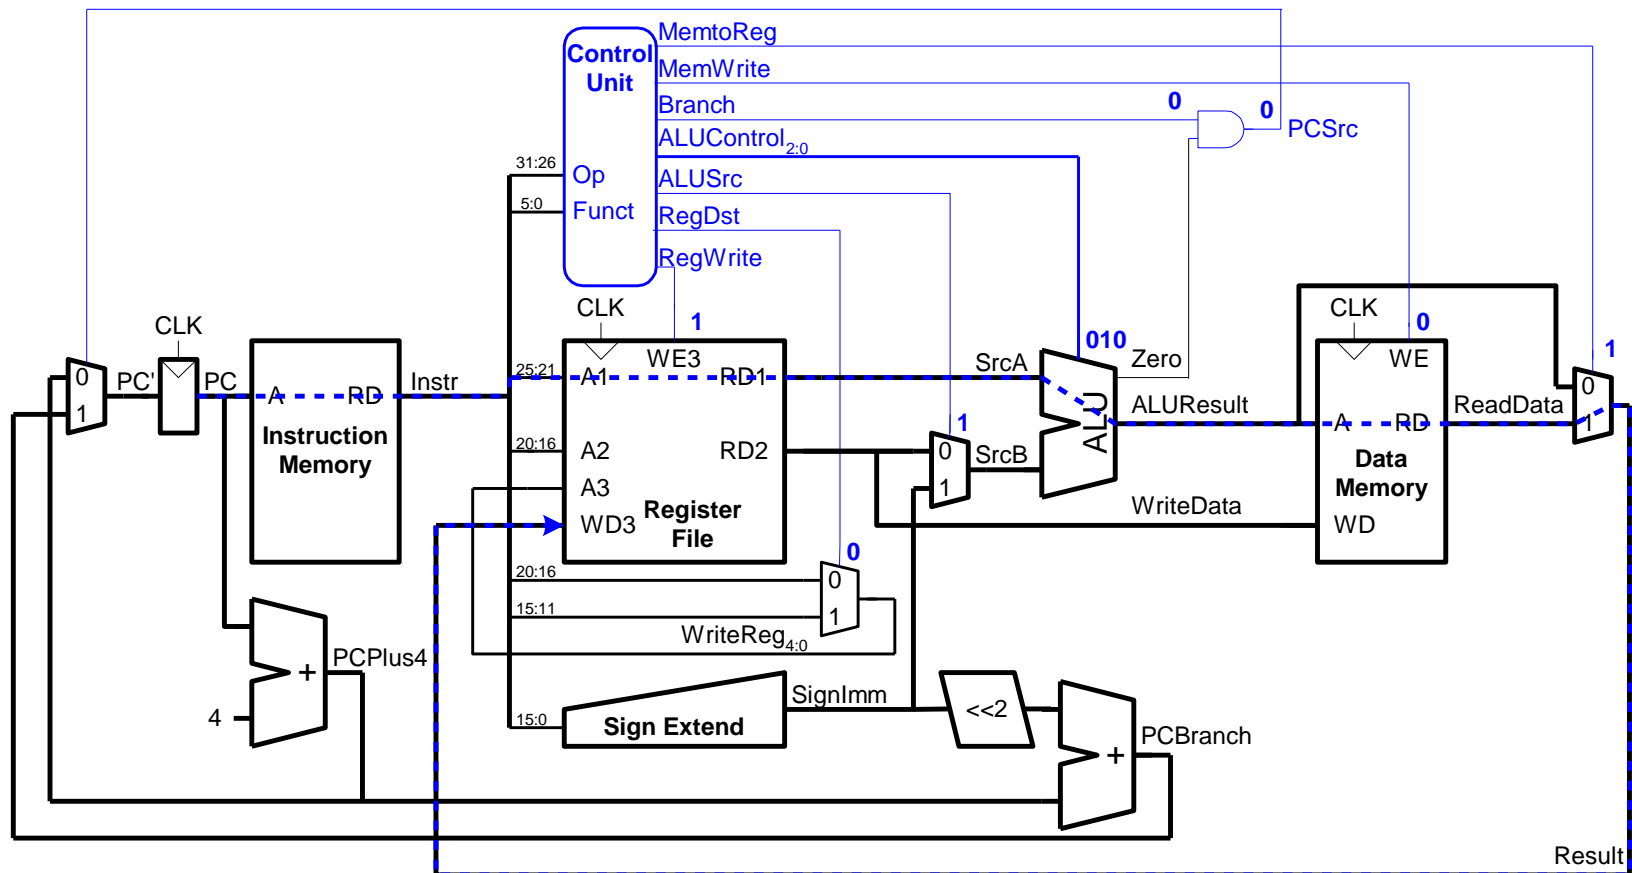 MemtoReg
Control
Unit
MemWrite
Branch
0
0
PCSrc
ALUControl2:0
31:26
Op
ALUSrc
5:0
Funct
RegDst
RegWrite
CLK
CLK
CLK
1
010
0
1
WE3
WE
0
1
PC'
PC
A
RD
Instr
25:21
A1
RD1
SrcA
Zero
ALU
ALUResult
A
RD
ReadData
0
1
Instruction
Memory
20:16
A2
RD2
1
0
1
SrcB
Data
Memory
A3
Register
File
WD3
WriteData
WD
0
20:16
0
15:11
1
WriteReg4:0
PCPlus4
+
4
SignImm
15:0
Sign Extend
<<2
PCBranch
+
Result